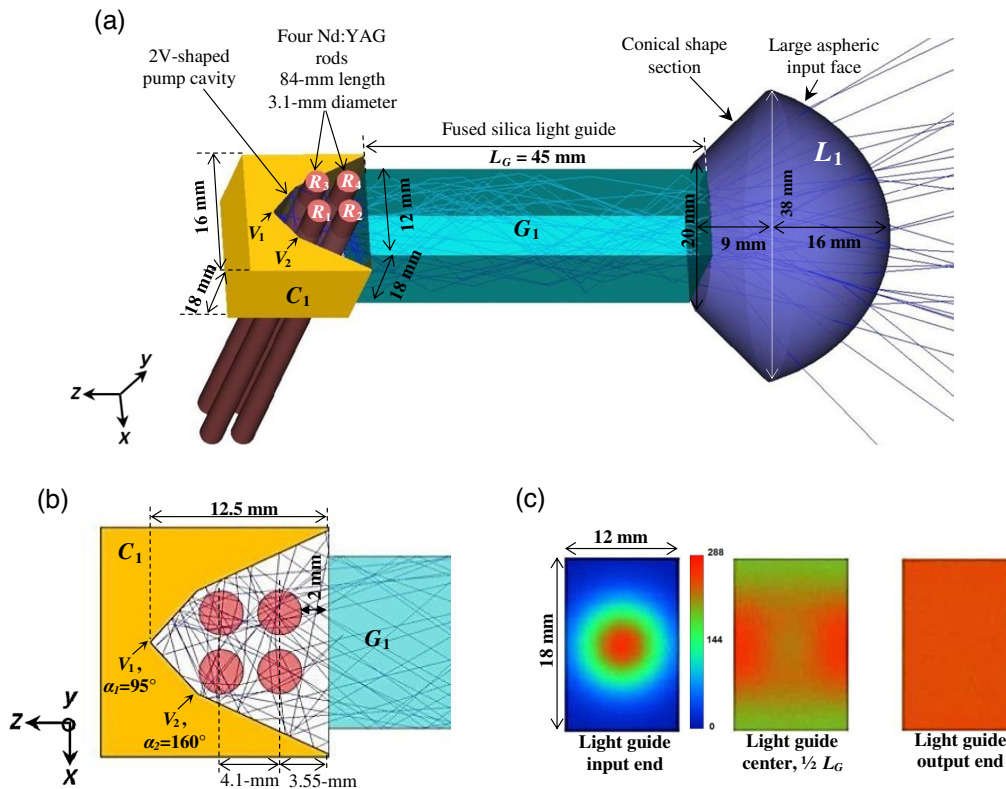 (a)
2V-shaped
pump cavity
Four Nd:YAG
rods
84-mm length
3.1-mm diameter
Conical shape
section
Large aspheric
input face
Fused silica light guide
L_G = 45 mm
L₁
16 mm
R₃
R₄
R₁
R₂
V₁
V₂
18 mm
C₁
12 mm
18 mm
G₁
20 mm
9 mm
38 mm
16 mm
y
z
x
(b)
12.5 mm
C₁
2 mm
G₁
V₁,
α₁=95°
V₂,
α₂=160°
y
z
x
4.1-mm
3.55-mm
(c)
12 mm
18 mm
288
144
0
Light guide
input end
Light guide
center, ½ L_G
Light guide
output end